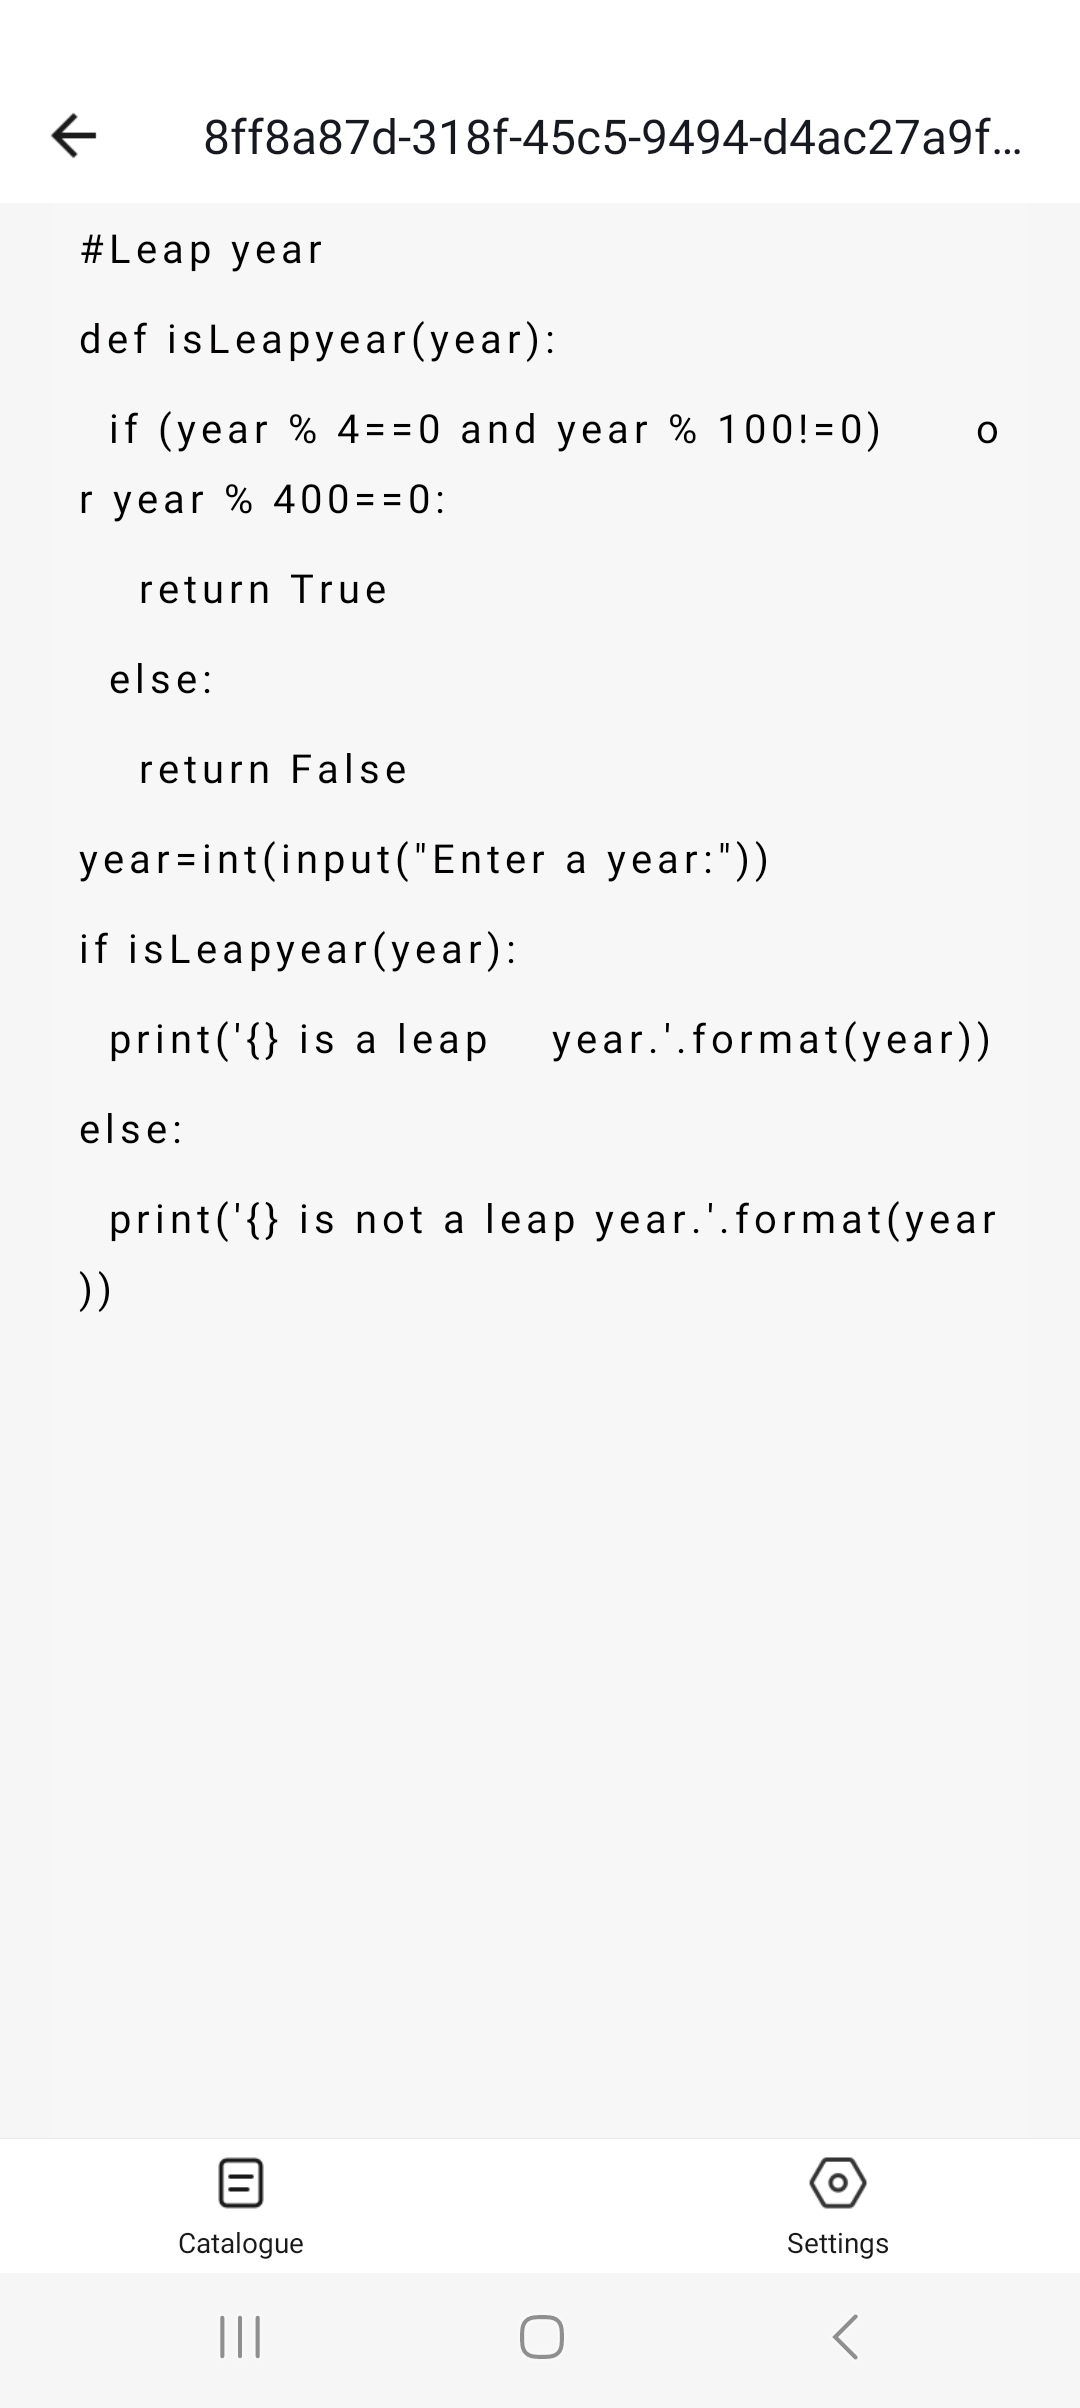 8ff8a87d-318f-45c5-9494-d4ac27a9f...
#Leap year
def isLeapyear(year):
  if (year % 4==0 and year % 100!=0)     o
r year % 400==0:
    return True
  else:
    return False
year=int(input("Enter a year:"))
if isLeapyear(year):
  print('{} is a leap    year.'.format(year))
else:
  print('{} is not a leap year.'.format(year
))
Catalogue
Settings